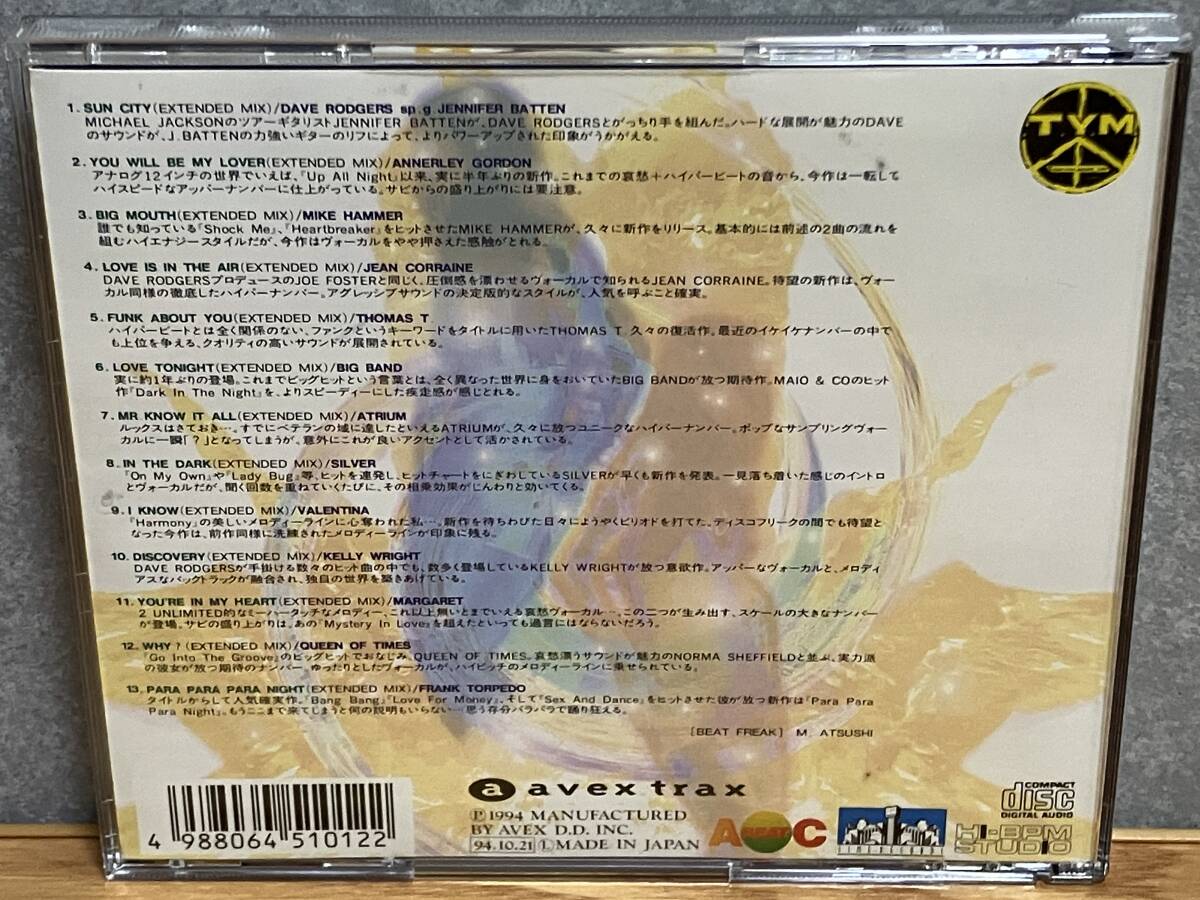 1. SUN CITY(EXTENDED MIX)/DAVE RODGERS sp.g. JENNIFER BATTEN
MICHAEL JACKSONのツアーギタリストJENNIFER BATTENが、DAVE RODGERSとがっちり手を組んだ。ハードな展開が魅力のDAVE
のサウンドが、J.BATTENの力強いギターのリフによって、よりパワーアップされた印象がうかがえる。
2. YOU WILL BE MY LOVER(EXTENDED MIX)/ANNERLEY GORDON
アナログ12インチの世界でいえば、『Up All Night』以来、実に半年ぶりの新作。これまでの哀愁+ハイパービートの音から、今作は一転して
ハイスピードなアッパーナンバーに仕上がっている。サビからの盛り上がりには要注意。
3. BIG MOUTH(EXTENDED MIX)/MIKE HAMMER
誰でも知っている『Shock Me』、『Heartbreaker』をヒットさせたMIKE HAMMERが、久々に新作をリリース。基本的には前述の2曲の流れを
組むハイエナジースタイルだが、今作はヴォーカルをやや押さえた感触がとれる。
4. LOVE IS IN THE AIR(EXTENDED MIX)/JEAN CORRAINE
DAVE RODGERSプロデュースのJOE FOSTERと同じく、圧倒感を漂わせるヴォーカルで知られるJEAN CORRAINE。待望の新作は、ヴォー
カル同様の徹底したハイパーナンバー。アグレッシブサウンドの決定版的なスタイルが、人気を呼ぶこと確実。
5. FUNK ABOUT YOU(EXTENDED MIX)/THOMAS T.
ハイパービートとは全く関係のない、ファンクというキーワードをタイトルに用いたTHOMAS T. 久々の復活作。最近のイケイケナンバーの中で
も上位を争える、クオリティの高いサウンドが展開されている。
6. LOVE TONIGHT(EXTENDED MIX)/BIG BAND
実に約1年ぶりの登場。これまでビッグヒットという言葉とは、全く異なった世界に身をおいていたBIG BANDが放つ期待作。MAIO & COのヒット
作『Dark In The Night』を、よりスピーディーにした疾走感が感じとれる。
7. MR KNOW IT ALL(EXTENDED MIX)/ATRIUM
ルックスはさておき…。すでにベテランの域に達したといえるATRIUMが、久々に放つユニークなハイパーナンバー。ポップなサンプリングヴォー
カルに一瞬「?」となってしまうが、意外にこれが良いアクセントとして活かされている。
8. IN THE DARK(EXTENDED MIX)/SILVER
『On My Own』や『Lady Bug』等、ヒットを連発し、ヒットチャートをにぎわしているSILVERが早くも新作を発表。一見落ち着いた感じのイントロ
とヴォーカルだが、聞く回数を重ねていくたびに、その相乗効果がじんわりと効いてくる。
9. I KNOW(EXTENDED MIX)/VALENTINA
『Harmony』の美しいメロディーラインに心奪われた私…。新作を待ちわびた日々にようやくピリオドを打てた、ディスコフリークの間でも待望と
なった今作は、前作同様に洗練されたメロディーラインが印象に残る。
10. DISCOVERY(EXTENDED MIX)/KELLY WRIGHT
DAVE RODGERSが手掛ける数々のヒット曲の中でも、数多く登場しているKELLY WRIGHTが放つ意欲作。アッパーなヴォーカルと、メロディ
アスなバックトラックが融合され、独自の世界を築きあげている。
11. YOU'RE IN MY HEART(EXTENDED MIX)/MARGARET
2 UNLIMITED的なミーハータッチなメロディー、これ以上無いとまでいえる哀愁ヴォーカル…、この二つが生み出す、スケールの大きなナンバー
が登場。サビの盛り上がりは、あの『Mystery In Love』を超えたといっても過言にはならないだろう。
12. WHY?(EXTENDED MIX)/QUEEN OF TIMES
『Go Into The Groove』のビッグヒットでおなじみ、QUEEN OF TIMES。哀愁漂うサウンドが魅力のNORMA SHEFFIELDと並ぶ、実力派
の彼女が放つ期待のナンバー。ゆったりとしたヴォーカルが、ハイピッチのメロディーラインに乗せられている。
13. PARA PARA PARA NIGHT(EXTENDED MIX)/FRANK TORPEDO
タイトルからして人気確実作。『Bang Bang』『Love For Money』、そして『Sex And Dance』をヒットさせた彼が放つ新作は『Para Para
Para Night』。もうここまで来てしまうと何の説明もいらない…思う存分パラパラで踊り狂える。
[BEAT FREAK] M. ATSUSHI
TYM
a avex trax
Ⓟ1994 MANUFACTURED
BY AVEX D.D. INC.
94.10.21 Ⓛ MADE IN JAPAN
4 988064 510122
A BEAT C
TIME RECORDS
COMPACT
disc
DIGITAL AUDIO
HI-BPM
STUDIO